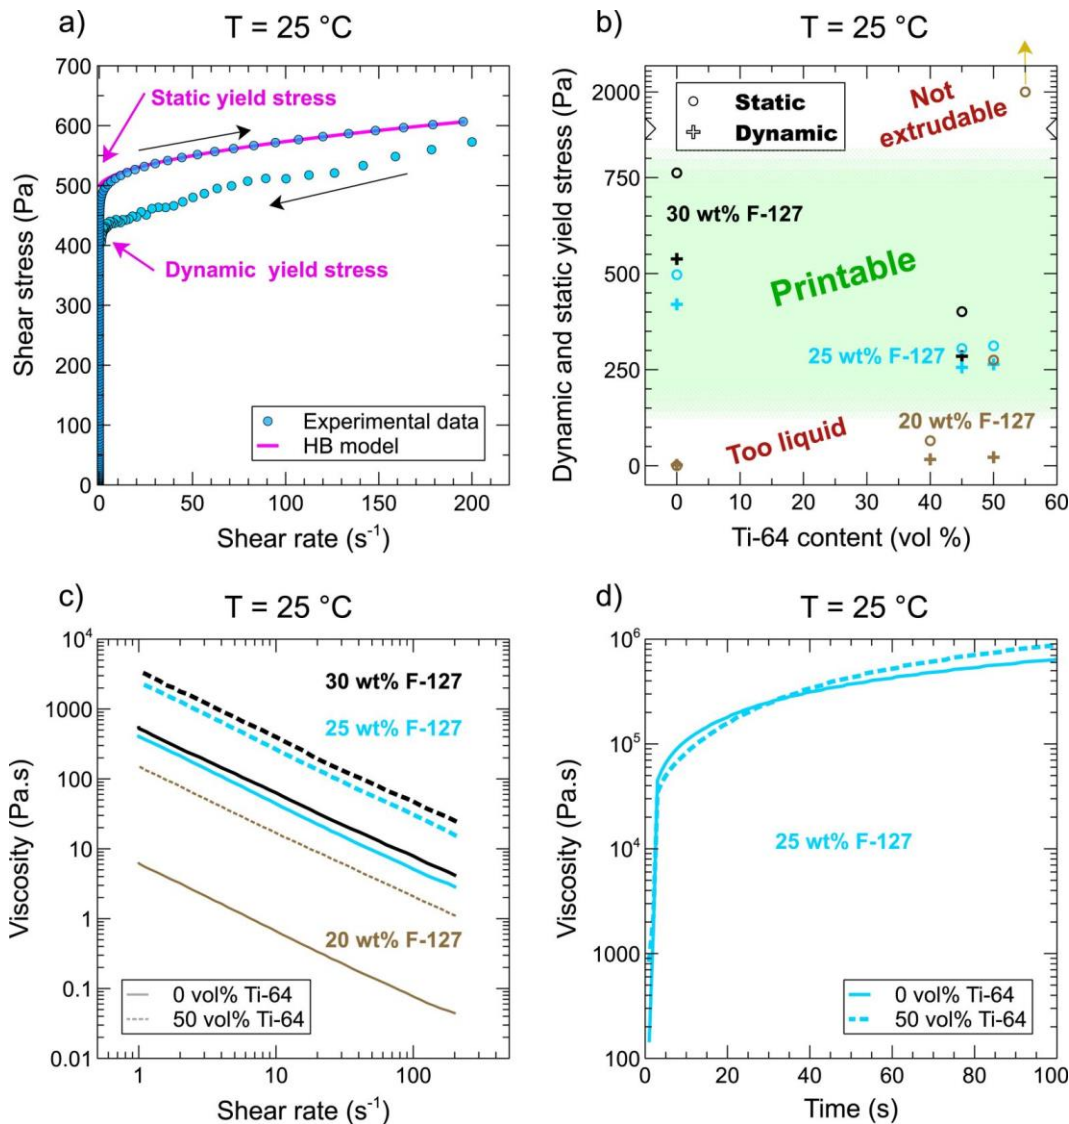 a)
T = 25 °C
Shear stress (Pa)
700
600
500
400
300
200
100
0
Static yield stress
Dynamic yield stress
Experimental data
HB model
0
50
100
150
200
Shear rate (s⁻¹)
b)
T = 25 °C
Dynamic and static yield stress (Pa)
2000
750
500
250
0
Static
Dynamic
Not
extrudable
30 wt% F-127
Printable
25 wt% F-127
20 wt% F-127
Too liquid
0
10
20
30
40
50
60
Ti-64 content (vol %)
c)
T = 25 °C
Viscosity (Pa.s)
10⁴
1000
100
10
1
0.1
0.01
30 wt% F-127
25 wt% F-127
20 wt% F-127
0 vol% Ti-64
50 vol% Ti-64
1
10
100
Shear rate (s⁻¹)
d)
T = 25 °C
Viscosity (Pa.s)
10⁶
10⁵
10⁴
1000
100
25 wt% F-127
0 vol% Ti-64
50 vol% Ti-64
0
20
40
60
80
100
Time (s)